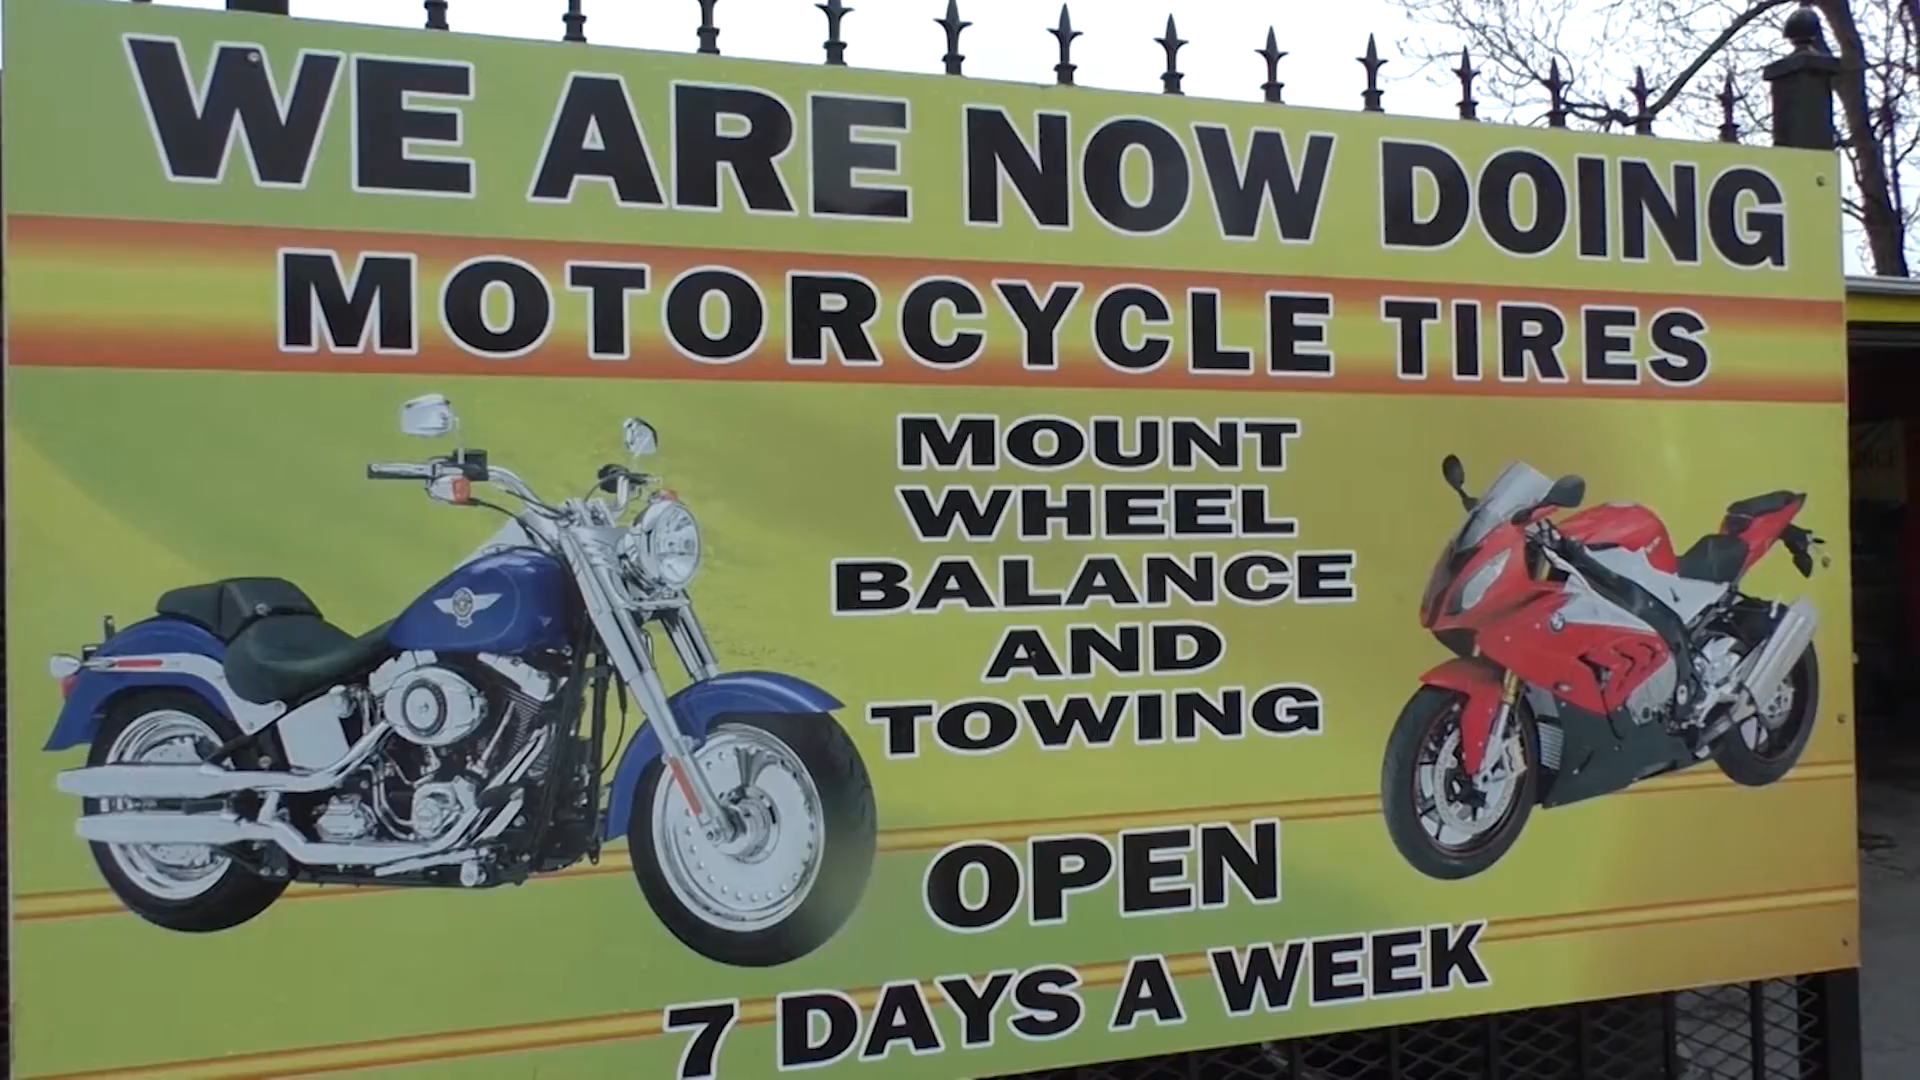 WE ARE NOW DOING
MOTORCYCLE TIRES
MOUNT
WHEEL
BALANCE
AND
TOWING
OPEN
7 DAYS A WEEK